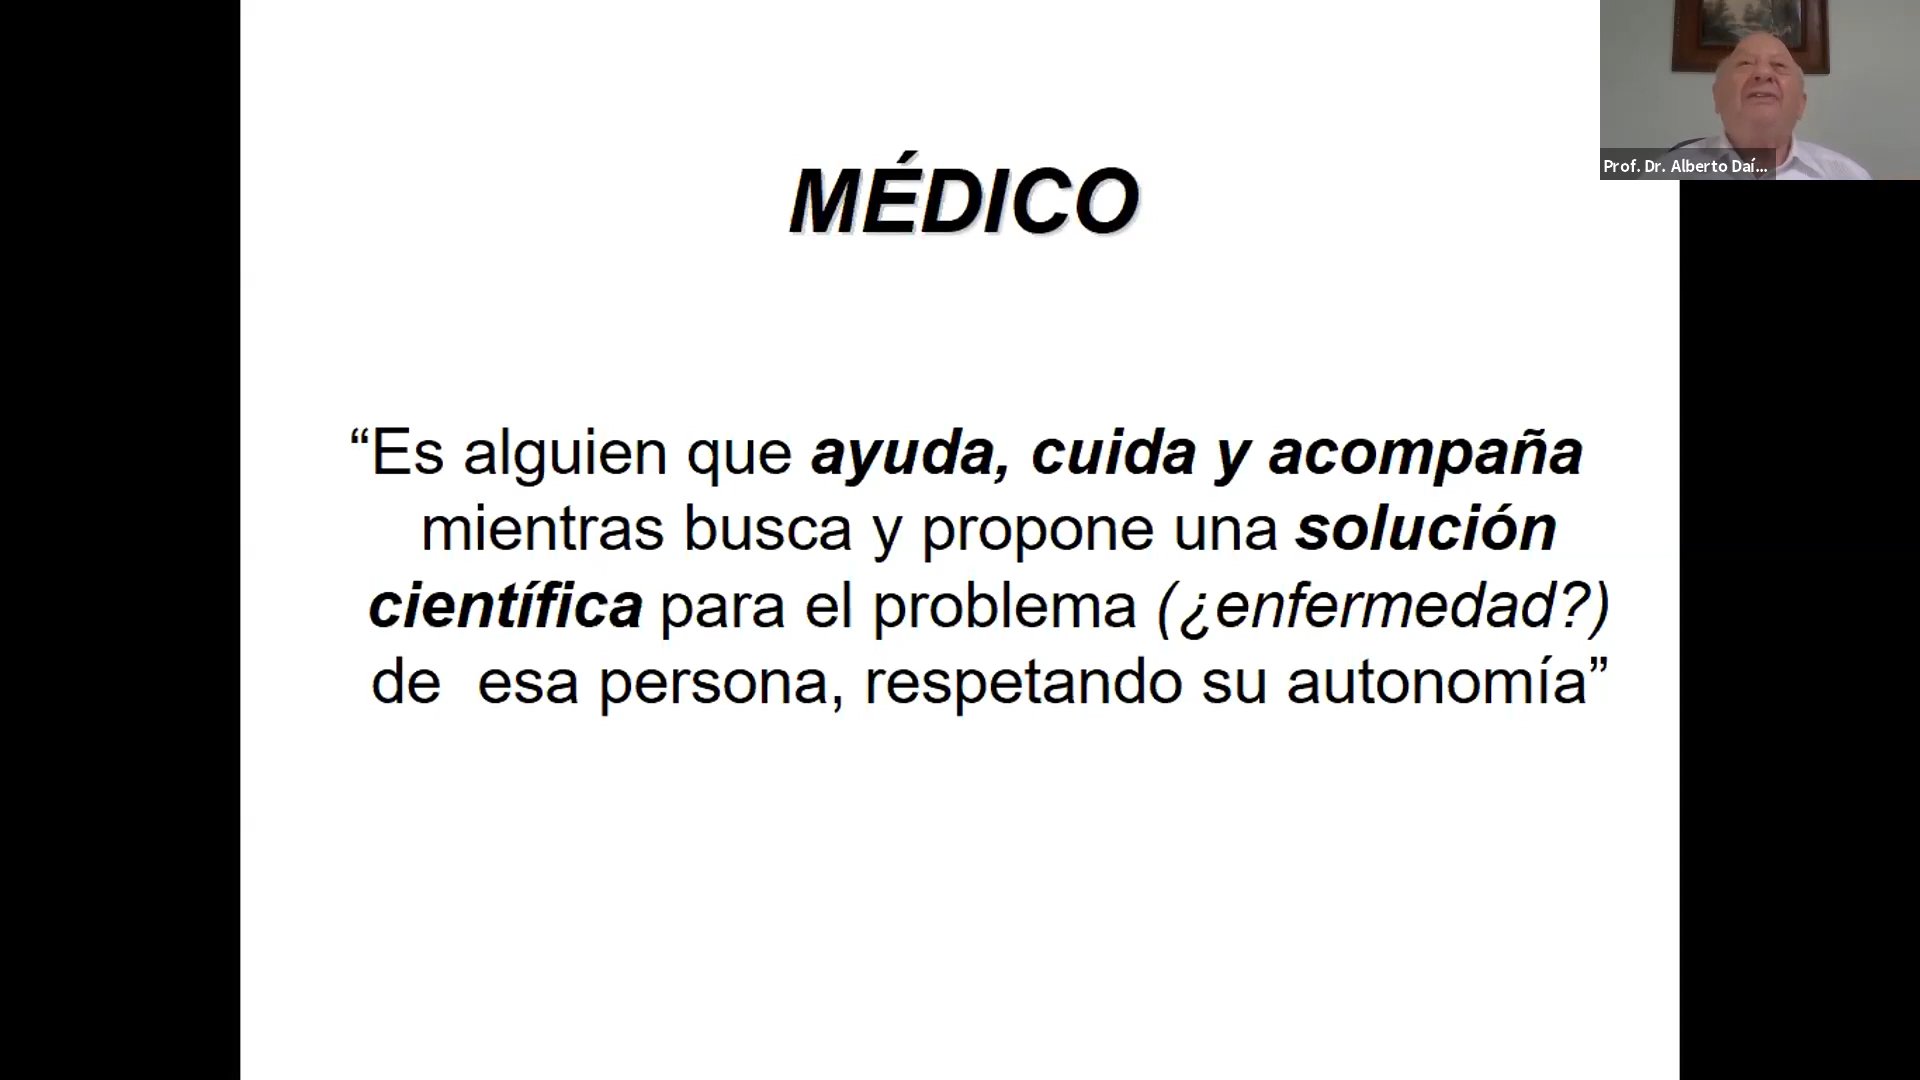 Prof. Dr. Alberto Daí...
MÉDICO
“Es alguien que ayuda, cuida y acompaña
mientras busca y propone una solución
científica para el problema (¿enfermedad?)
de  esa persona, respetando su autonomía”